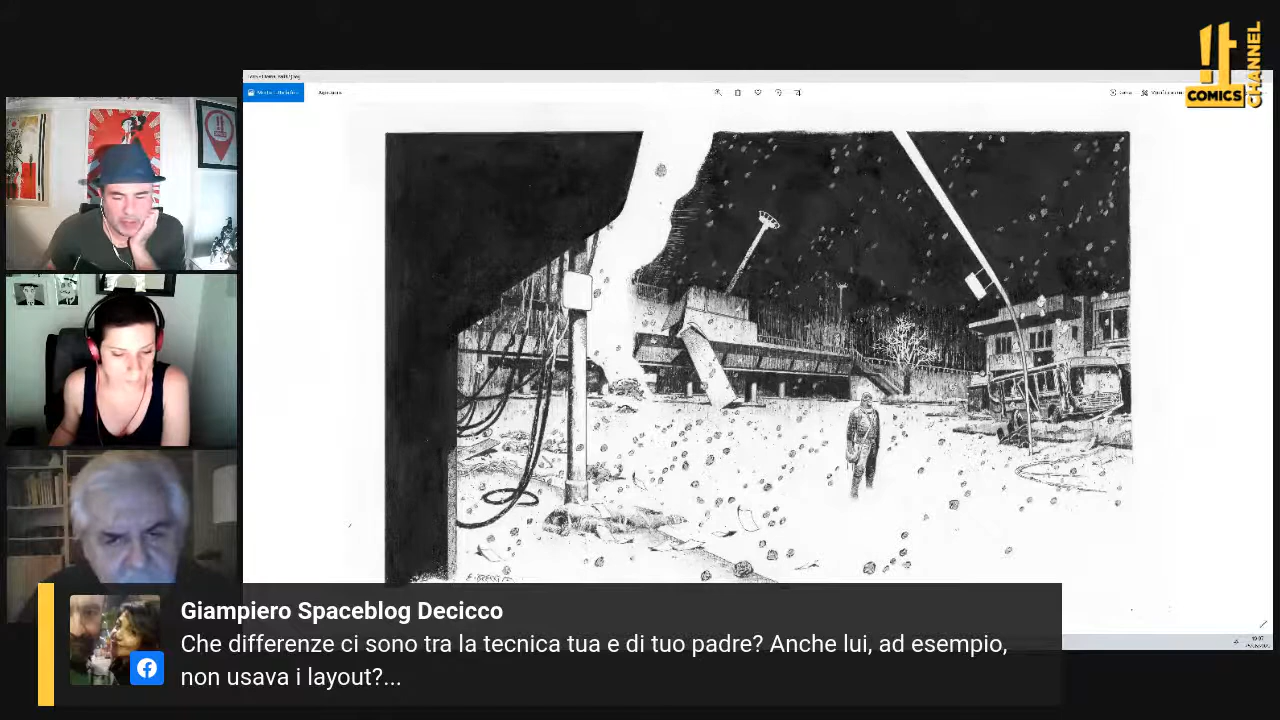 COMICS
CHANNEL
Giampiero Spaceblog Decicco
Che differenze ci sono tra la tecnica tua e di tuo padre? Anche lui, ad esempio,
non usava i layout?...